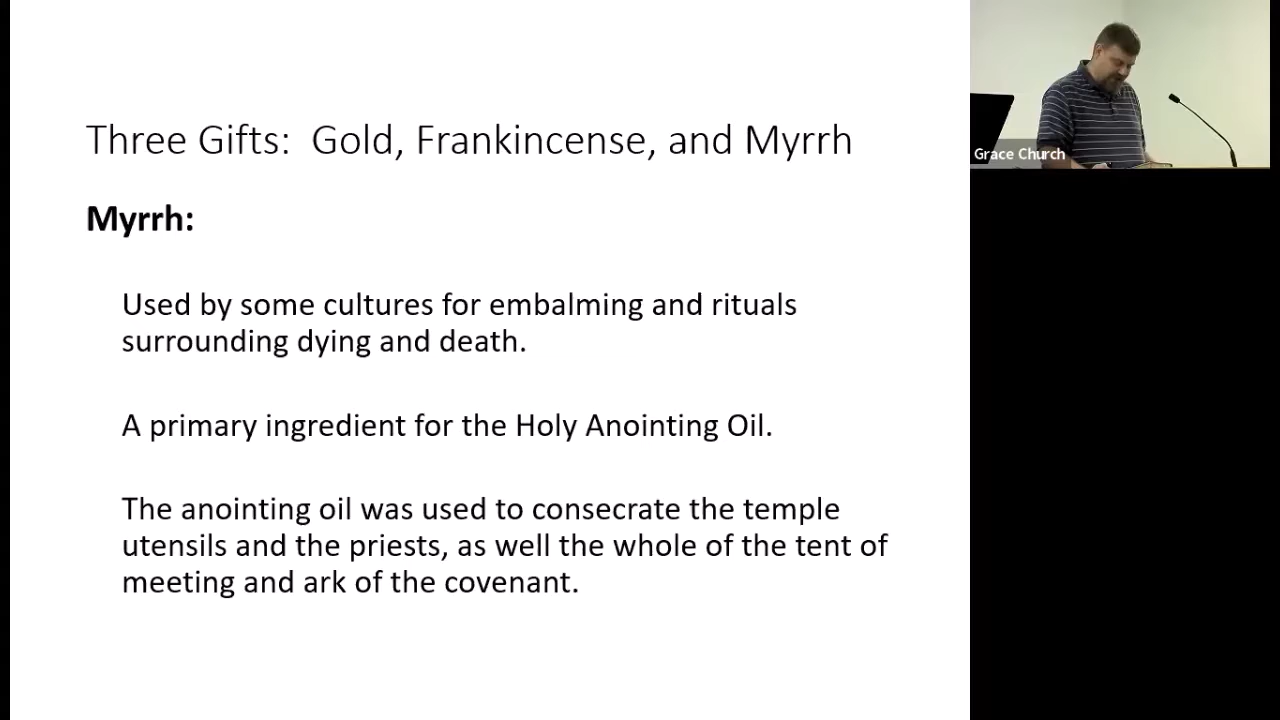 Three Gifts:  Gold, Frankincense, and Myrrh
Myrrh:
Used by some cultures for embalming and rituals
surrounding dying and death.
A primary ingredient for the Holy Anointing Oil.
The anointing oil was used to consecrate the temple
utensils and the priests, as well the whole of the tent of
meeting and ark of the covenant.
Grace Church